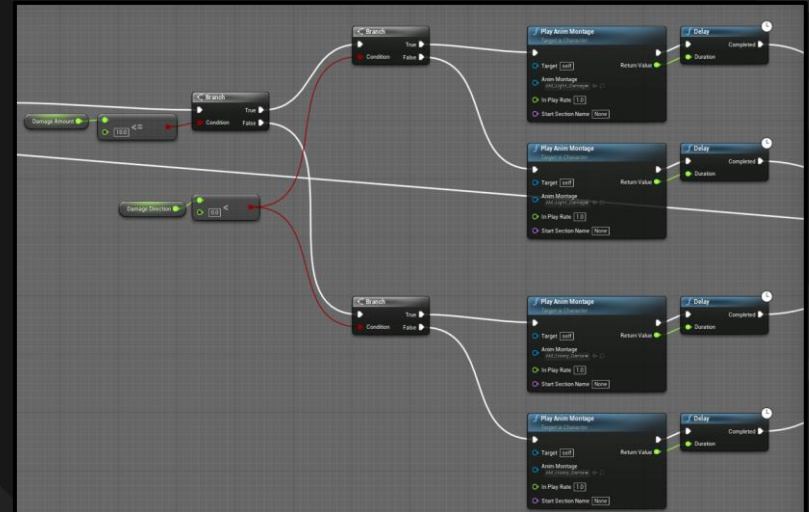 Damage Amount
10.0
<=
Branch
True
Condition
False
Damage Direction
0.0
<
Branch
True
Condition
False
Branch
True
Condition
False
Play Anim Montage
Target is Character
Target self
Return Value
Anim Montage
In Play Rate 1.0
Start Section Name None
Delay
Completed
Duration
Play Anim Montage
Target is Character
Target self
Return Value
Anim Montage
In Play Rate 1.0
Start Section Name None
Delay
Completed
Duration
Play Anim Montage
Target is Character
Target self
Return Value
Anim Montage
In Play Rate 1.0
Start Section Name None
Delay
Completed
Duration
Play Anim Montage
Target is Character
Target self
Return Value
Anim Montage
In Play Rate 1.0
Start Section Name None
Delay
Completed
Duration